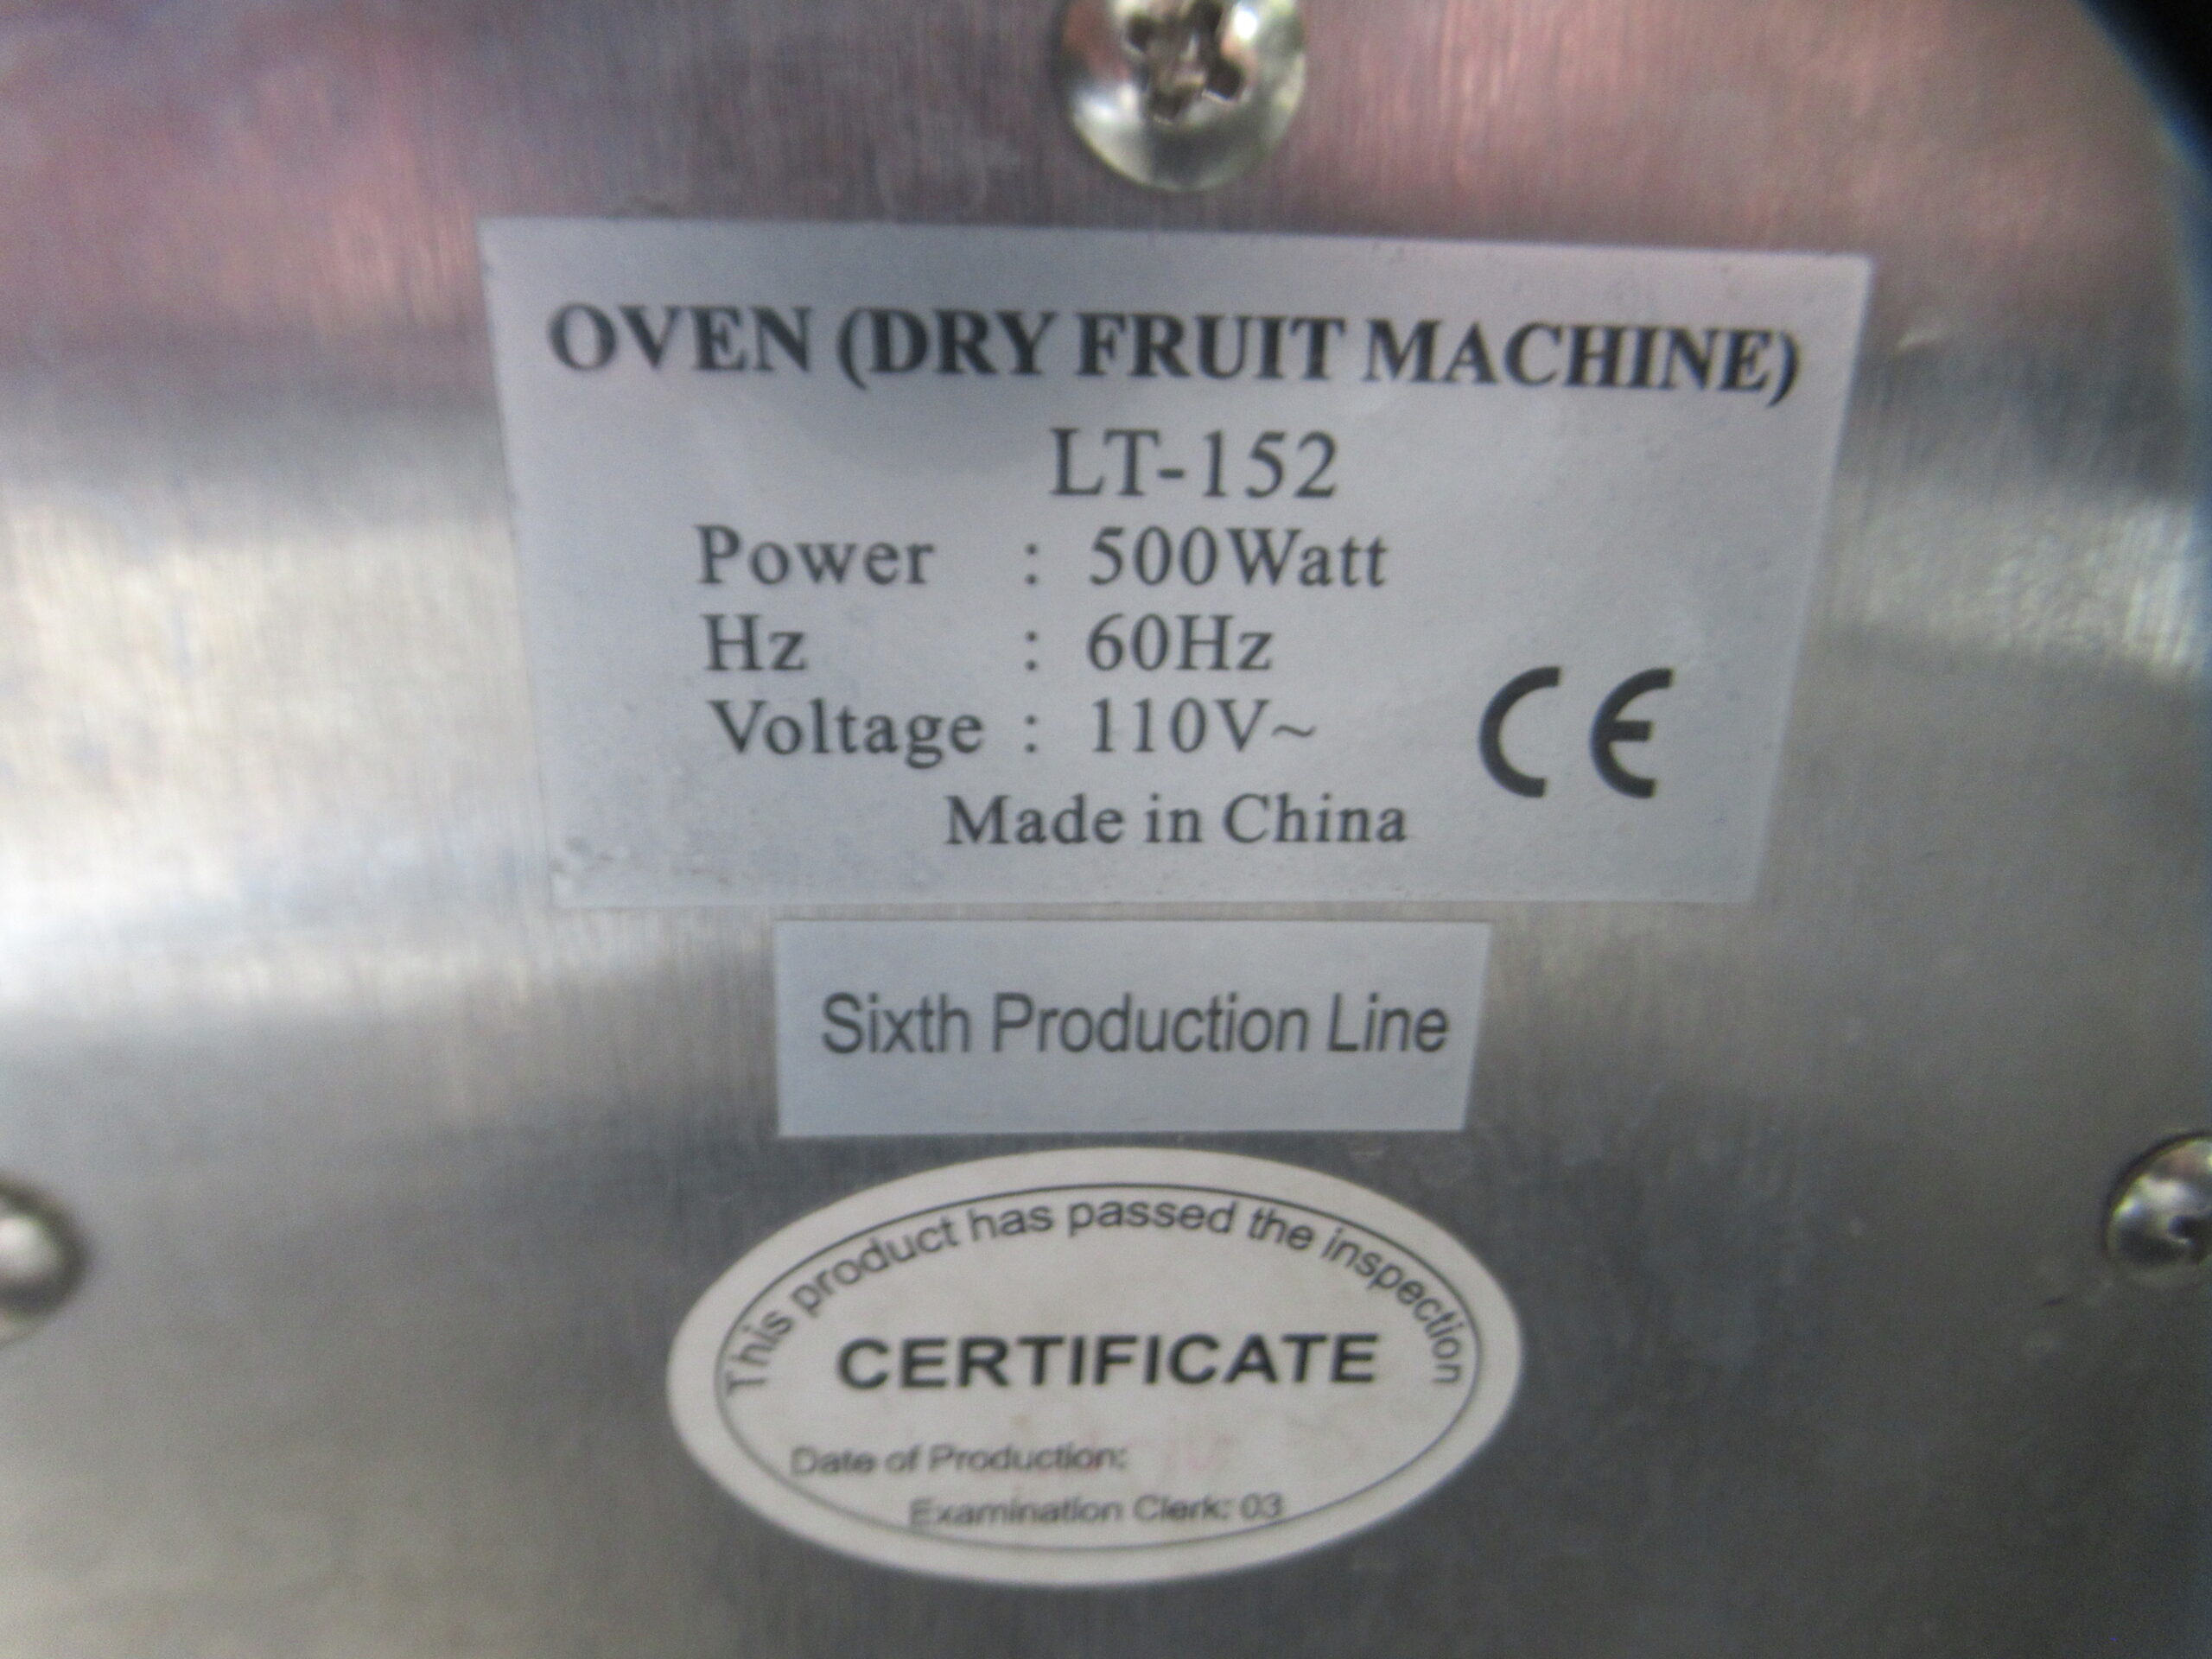 OVEN (DRY FRUIT MACHINE)
LT-152
Power : 500Watt
Hz : 60Hz
Voltage : 110V~
CE
Made in China
Sixth Production Line
This product has passed the inspection
CERTIFICATE
Date of Production:
Examination Clerk: 03